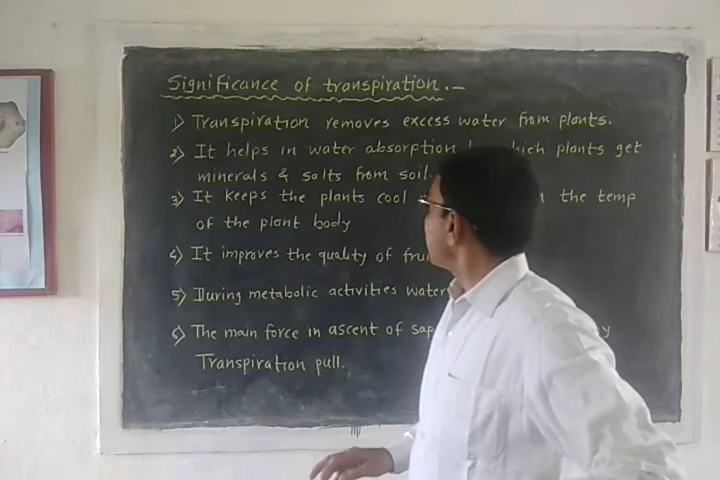 Significance of transpiration.-
1) Transpiration removes excess water from plants.
2) It helps in water absorption which plants get
minerals & salts from soil.
3) It keeps the plants cool the temp
of the plant body
4) It improves the quality of
5) During metabolic activities water
6) The main force in ascent of sap
Transpiration pull.